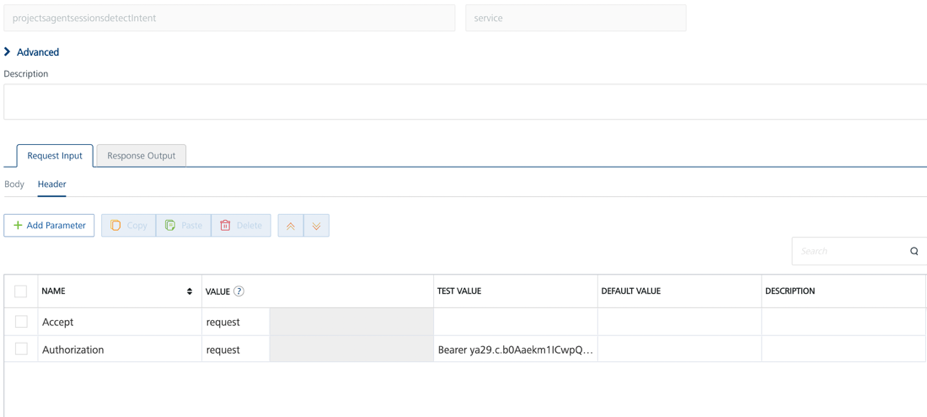 projectsagentsessionsdetectIntent service
Advanced
Description
Request Input Response Output
Body Header
+ Add Parameter Copy Paste Delete
Search
NAME VALUE ? TEST VALUE DEFAULT VALUE DESCRIPTION
Accept request
Authorization request Bearer ya29.c.b0Aaekm1ICwpQ...